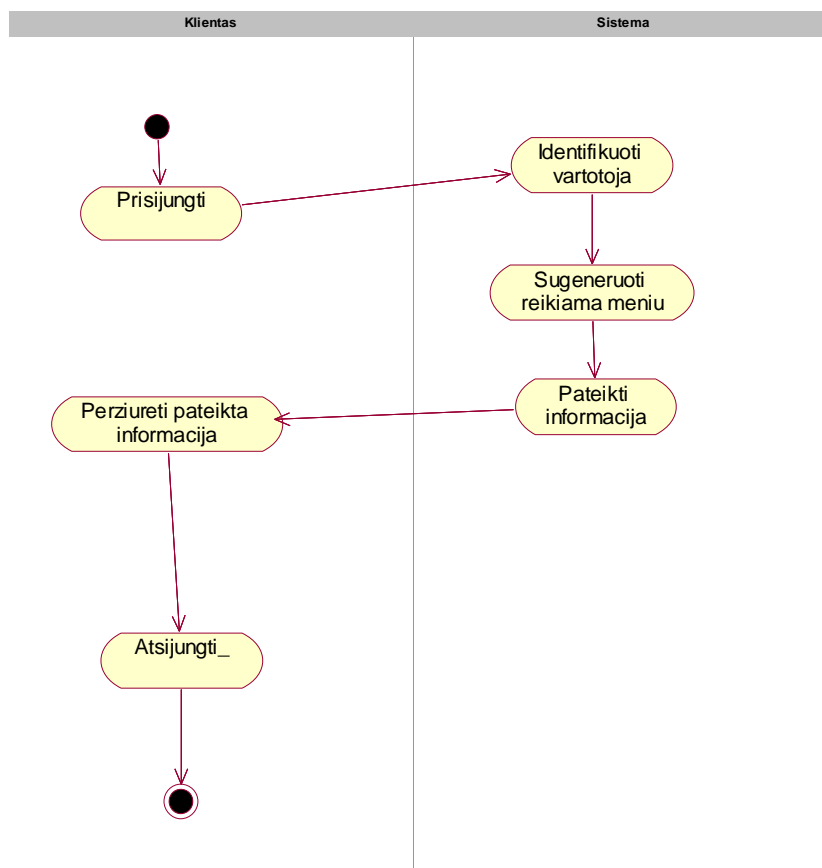 Klientas
Sistema
Identifikuoti
vartotoja
Prisijungti
Sugeneruoti
reikiama meniu
Pateikti
informacija
Perziureti pateikta
informacija
Atsijungti_